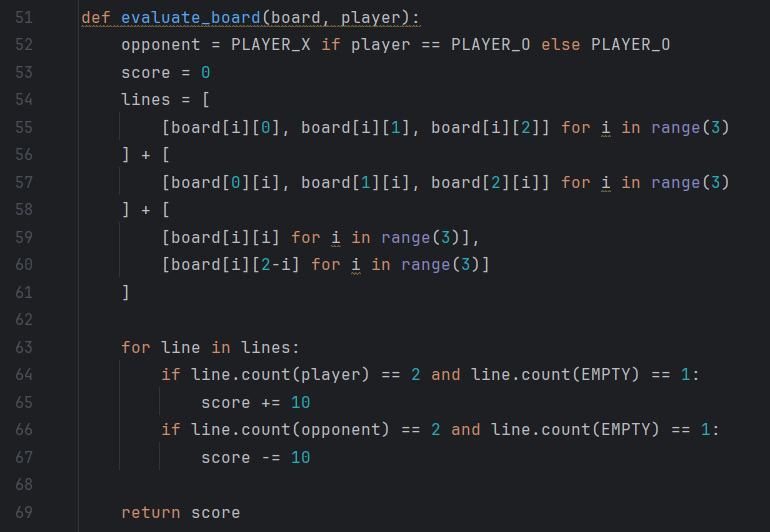 51 def evaluate_board(board, player):
52     opponent = PLAYER_X if player == PLAYER_O else PLAYER_O
53     score = 0
54     lines = [
55         [board[i][0], board[i][1], board[i][2]] for i in range(3)
56     ] + [
57         [board[0][i], board[1][i], board[2][i]] for i in range(3)
58     ] + [
59         [board[i][i] for i in range(3)],
60         [board[i][2-i] for i in range(3)]
61     ]
62
63     for line in lines:
64         if line.count(player) == 2 and line.count(EMPTY) == 1:
65             score += 10
66         if line.count(opponent) == 2 and line.count(EMPTY) == 1:
67             score -= 10
68
69     return score